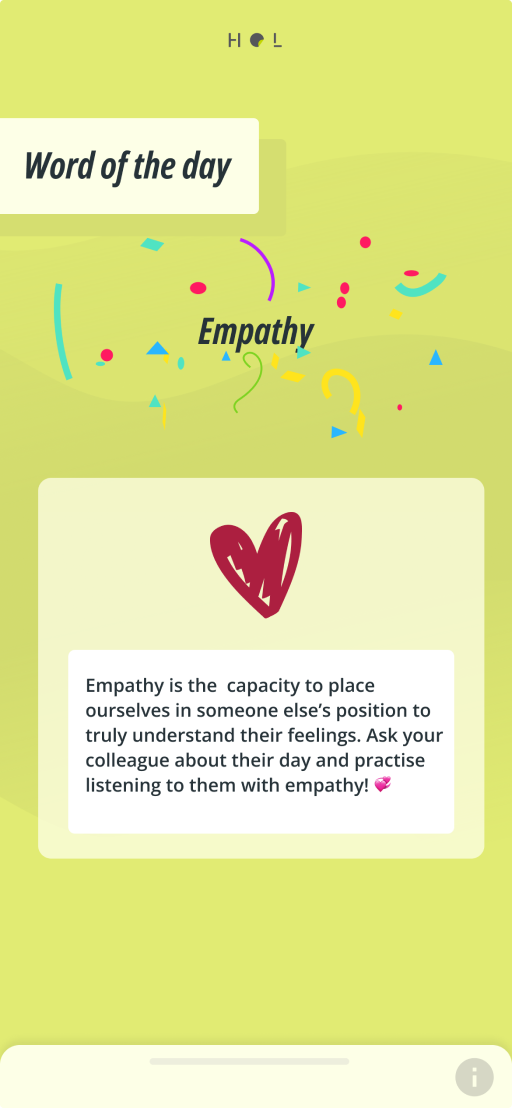 HOL
Word of the day
Empathy
Empathy is the  capacity to place
ourselves in someone else’s position to
truly understand their feelings. Ask your
colleague about their day and practise
listening to them with empathy! 💞
i